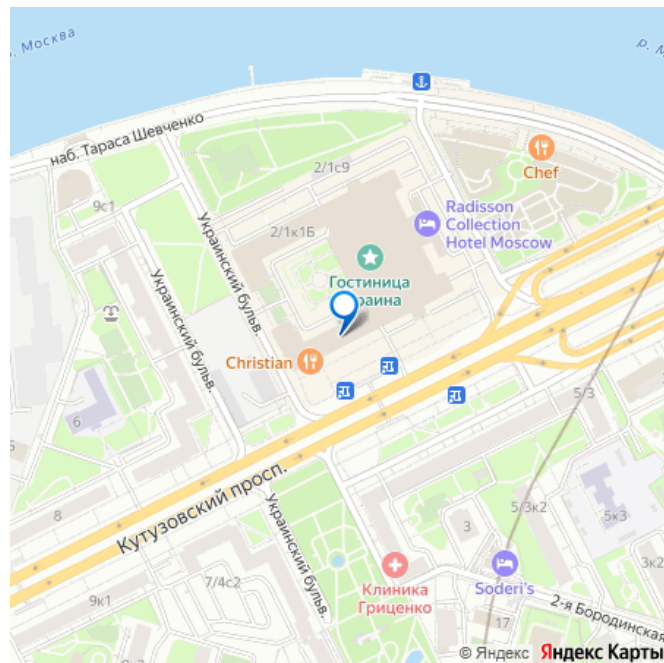 р. Москва
р. М
наб. Тараса Шевченко
2/1с9
Chef
9с1
Украинский бульв.
2/1к1Б
Radisson
Collection
Hotel Moscow
Гостиница
раина
Украинский бульв.
Christian
5/3
6
Кутузовский просп.
8
5/3к2
5к3
Украинский бульв.
3
3к2
7/4с2
Клиника
Гриценко
Soderi's
9к1
2-я Бородинская
17
© Яндекс Яндекс Карты